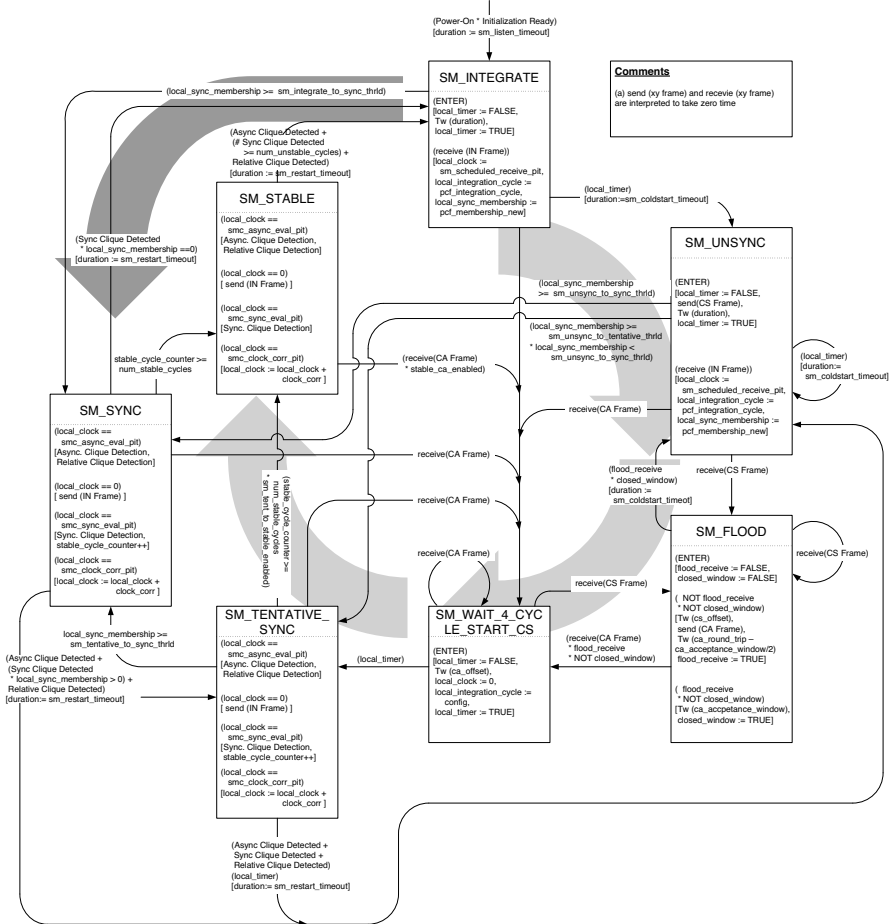 (Power-On * Initialization Ready)
[duration := sm_listen_timeout]
SM_INTEGRATE
(ENTER)
[local_timer := FALSE,
Tw (duration),
local_timer := TRUE]
(receive (IN Frame))
[local_clock :=
sm_scheduled_receive_pit,
local_integration_cycle :=
pcf_integration_cycle,
local_sync_membership :=
pcf_membership_new]
Comments
(a) send (xy frame) and recevie (xy frame)
are interpreted to take zero time
(local_sync_membership >= sm_integrate_to_sync_thrld)
(Async Clique Detected +
(# Sync Clique Detected
>= num_unstable_cycles) +
Relative Clique Detected)
[duration := sm_restart_timeout]
SM_STABLE
(local_clock ==
smc_async_eval_pit)
[Async. Clique Detection,
Relative Clique Detection]
(local_clock == 0)
[ send (IN Frame) ]
(local_clock ==
smc_sync_eval_pit)
[Sync. Clique Detection]
(local_clock ==
smc_clock_corr_pit)
[local_clock := local_clock +
clock_corr ]
(local_timer)
[duration:=sm_coldstart_timeout]
SM_UNSYNC
(ENTER)
[local_timer := FALSE,
send(CS Frame),
Tw (duration),
local_timer := TRUE]
(receive (IN Frame))
[local_clock :=
sm_scheduled_receive_pit,
local_integration_cycle :=
pcf_integration_cycle,
local_sync_membership :=
pcf_membership_new]
(Sync Clique Detected
* local_sync_membership ==0)
[duration := sm_restart_timeout]
(local_sync_membership
>= sm_unsync_to_sync_thrld)
(local_sync_membership >=
sm_unsync_to_tentative_thrld
* local_sync_membership <
sm_unsync_to_sync_thrld)
(local_timer)
[duration:=
sm_coldstart_timeout]
stable_cycle_counter >=
num_stable_cycles
(receive(CA Frame)
* stable_ca_enabled)
receive(CA Frame)
SM_SYNC
(local_clock ==
smc_async_eval_pit)
[Async. Clique Detection,
Relative Clique Detection]
(local_clock == 0)
[ send (IN Frame) ]
(local_clock ==
smc_sync_eval_pit)
[Sync. Clique Detection,
stable_cycle_counter++]
(local_clock ==
smc_clock_corr_pit)
[local_clock := local_clock +
clock_corr ]
receive(CA Frame)
(stable_cycle_counter >=
num_stable_cycles
* sm_tent_to_stable_enabled)
receive(CA Frame)
(flood_receive
* closed_window)
[duration :=
sm_coldstart_timeout]
receive(CS Frame)
SM_FLOOD
(ENTER)
[flood_receive := FALSE,
closed_window := FALSE]
( NOT flood_receive
* NOT closed_window)
[Tw (cs_offset),
send (CA Frame),
Tw (ca_round_trip –
ca_acceptance_window/2)
flood_receive := TRUE]
( flood_receive
* NOT closed_window)
[Tw (ca_accpetance_window),
closed_window := TRUE]
receive(CS Frame)
receive(CA Frame)
receive(CS Frame)
SM_WAIT_4_CYC
LE_START_CS
(ENTER)
[local_timer := FALSE,
Tw (ca_offset),
local_clock := 0,
local_integration_cycle :=
config,
local_timer := TRUE]
(receive(CA Frame)
* flood_receive
* NOT closed_window)
(local_timer)
SM_TENTATIVE_
SYNC
(local_clock ==
smc_async_eval_pit)
[Async. Clique Detection,
Relative Clique Detection]
(local_clock == 0)
[ send (IN Frame) ]
(local_clock ==
smc_sync_eval_pit)
[Sync. Clique Detection,
stable_cycle_counter++]
(local_clock ==
smc_clock_corr_pit)
[local_clock := local_clock +
clock_corr ]
local_sync_membership >=
sm_tentative_to_sync_thrld
(Async Clique Detected +
(Sync Clique Detected
* local_sync_membership > 0) +
Relative Clique Detected)
[duration:= sm_restart_timeout]
(Async Clique Detected +
Sync Clique Detected +
Relative Clique Detected)
(local_timer)
[duration:= sm_restart_timeout]